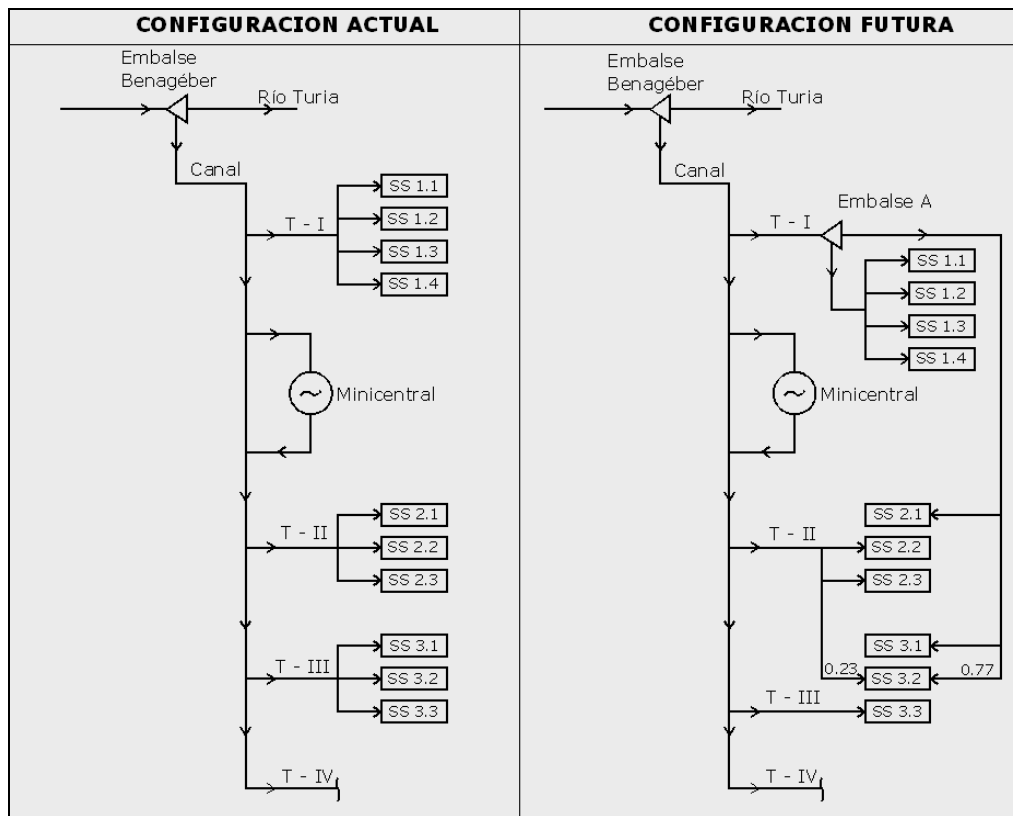 CONFIGURACION ACTUAL
Embalse
Benagéber
Río Turia
Canal
T - I
SS 1.1
SS 1.2
SS 1.3
SS 1.4
Minicentral
T - II
SS 2.1
SS 2.2
SS 2.3
T - III
SS 3.1
SS 3.2
SS 3.3
T - IV
CONFIGURACION FUTURA
Embalse
Benagéber
Río Turia
Canal
T - I
Embalse A
SS 1.1
SS 1.2
SS 1.3
SS 1.4
Minicentral
T - II
SS 2.1
SS 2.2
SS 2.3
SS 3.1
0.23
SS 3.2
0.77
T - III
SS 3.3
T - IV